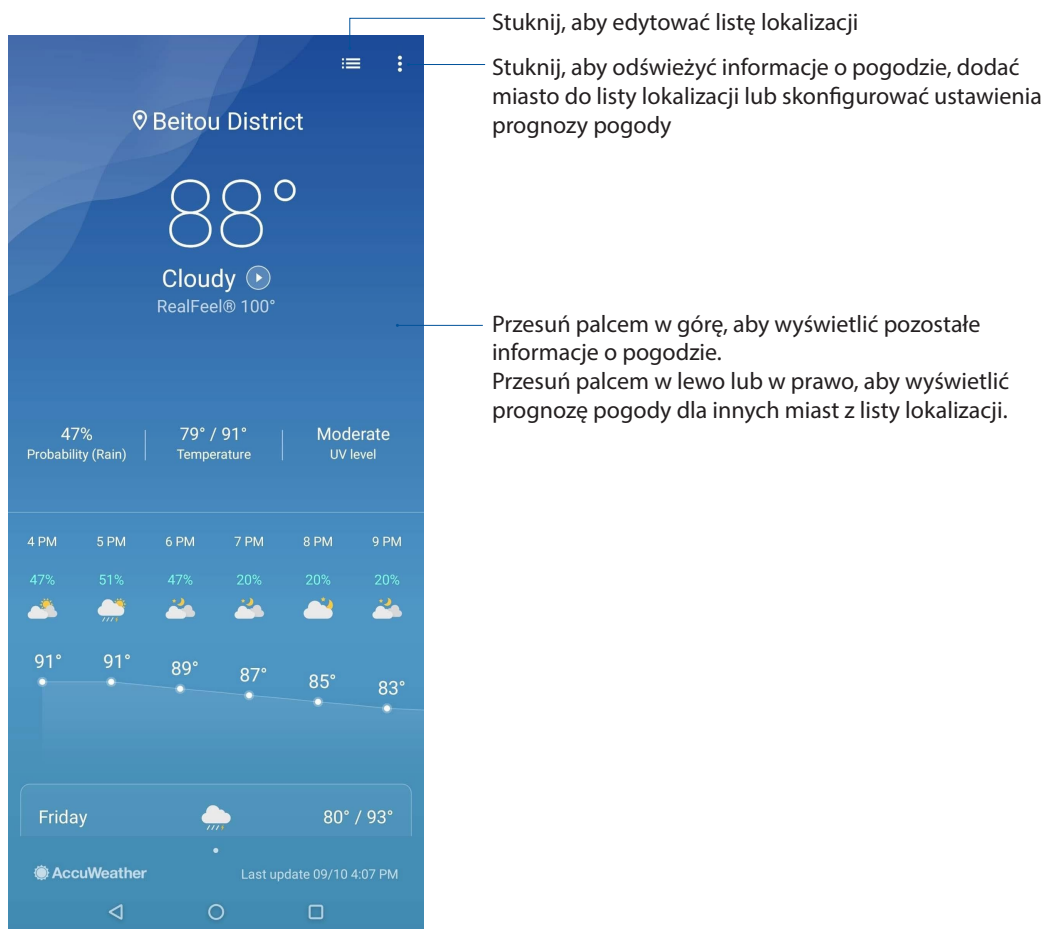 Stuknij, aby edytować listę lokalizacji
Stuknij, aby odświeżyć informacje o pogodzie, dodać
miasto do listy lokalizacji lub skonfigurować ustawienia
prognozy pogody
Beitou District
88°
Cloudy
RealFeel® 100°
Przesuń palcem w górę, aby wyświetlić pozostałe
informacje o pogodzie.
Przesuń palcem w lewo lub w prawo, aby wyświetlić
prognozę pogody dla innych miast z listy lokalizacji.
47% 79° / 91° Moderate
Probability (Rain) Temperature UV level
4 PM 5 PM 6 PM 7 PM 8 PM 9 PM
47% 51% 47% 20% 20% 20%
91° 91° 89° 87° 85° 83°
Friday 80° / 93°
AccuWeather Last update 09/10 4:07 PM